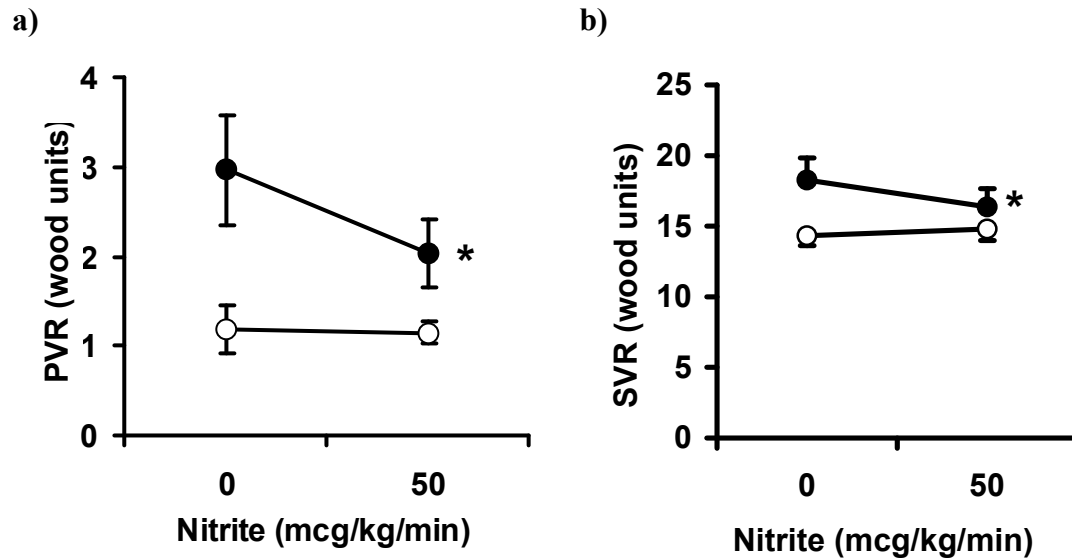 a)
4
3
2
1
0
PVR (wood units)
*
0 50
Nitrite (mcg/kg/min)
b)
25
20
15
10
5
0
SVR (wood units)
*
0 50
Nitrite (mcg/kg/min)